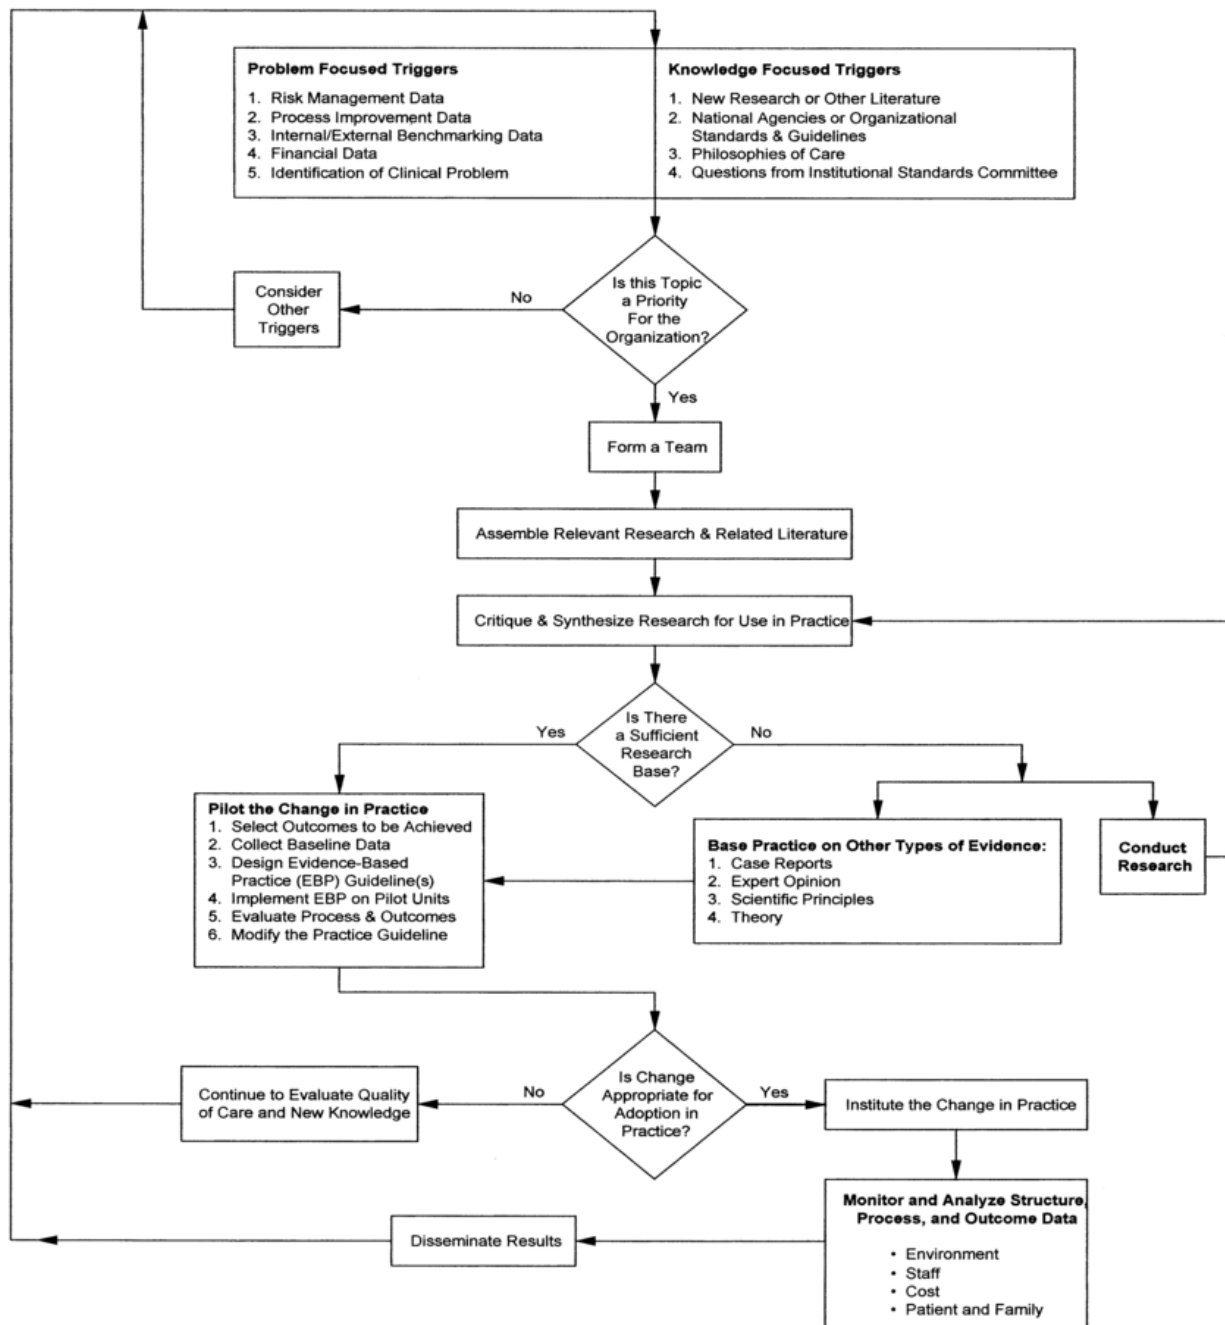 Problem Focused Triggers
1. Risk Management Data
2. Process Improvement Data
3. Internal/External Benchmarking Data
4. Financial Data
5. Identification of Clinical Problem
Knowledge Focused Triggers
1. New Research or Other Literature
2. National Agencies or Organizational
Standards & Guidelines
3. Philosophies of Care
4. Questions from Institutional Standards Committee
Consider
Other
Triggers
No
Is this Topic
a Priority
For the
Organization?
Yes
Form a Team
Assemble Relevant Research & Related Literature
Critique & Synthesize Research for Use in Practice
Yes
Is There
a Sufficient
Research
Base?
No
Pilot the Change in Practice
1. Select Outcomes to be Achieved
2. Collect Baseline Data
3. Design Evidence-Based
Practice (EBP) Guideline(s)
4. Implement EBP on Pilot Units
5. Evaluate Process & Outcomes
6. Modify the Practice Guideline
Base Practice on Other Types of Evidence:
1. Case Reports
2. Expert Opinion
3. Scientific Principles
4. Theory
Conduct
Research
Continue to Evaluate Quality
of Care and New Knowledge
No
Is Change
Appropriate for
Adoption in
Practice?
Yes
Institute the Change in Practice
Monitor and Analyze Structure,
Process, and Outcome Data
• Environment
• Staff
• Cost
• Patient and Family
Disseminate Results